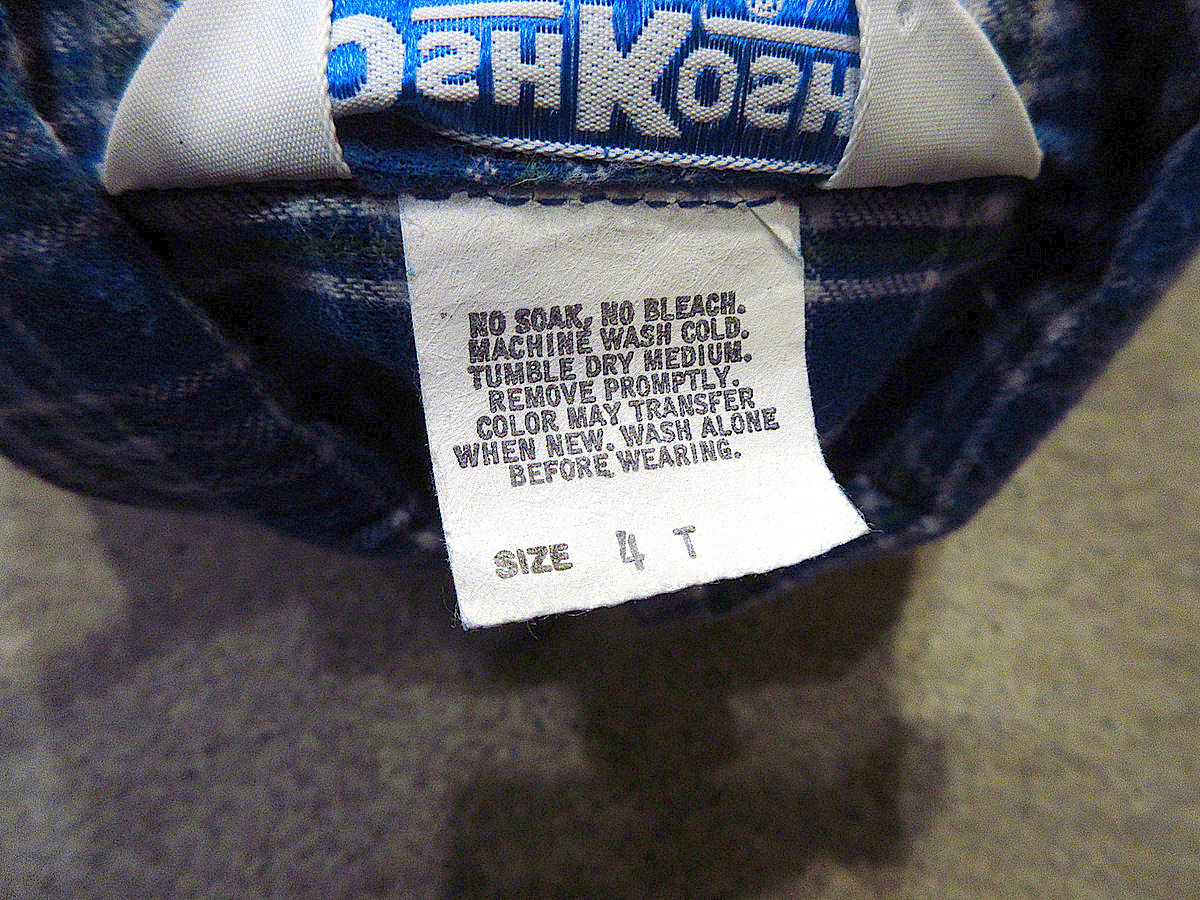 OSHKOSH
NO SOAK, NO BLEACH.
MACHINE WASH COLD.
TUMBLE DRY MEDIUM.
REMOVE PROMPTLY.
COLOR MAY TRANSFER
WHEN NEW. WASH ALONE
BEFORE WEARING.
SIZE 4 T